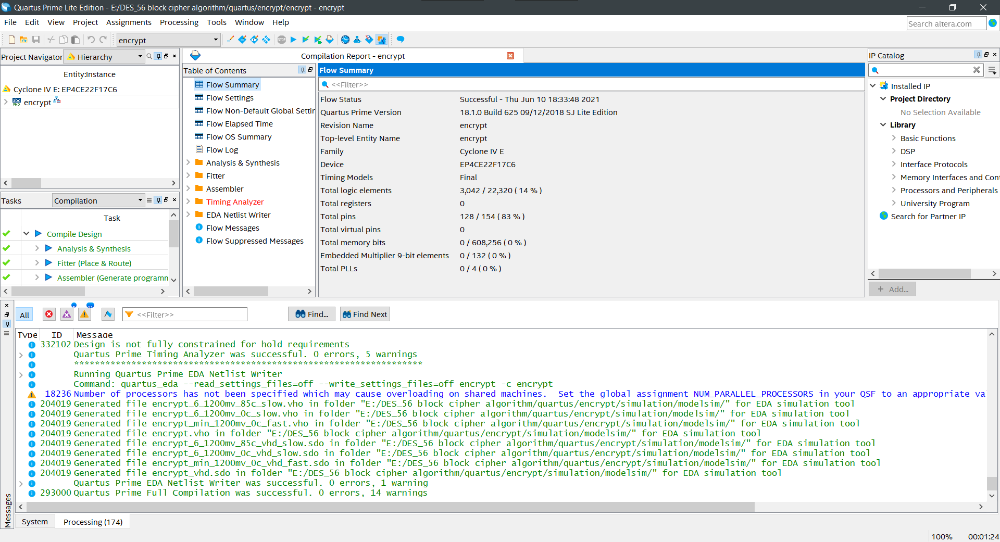 Quartus Prime Lite Edition - E:/DES_56 block cipher algorithm/quartus/encrypt/encrypt - encrypt
File Edit View Project Assignments Processing Tools Window Help
Search altera.com
encrypt
Project Navigator Hierarchy
Entity:Instance
Cyclone IV E: EP4CE22F17C6
encrypt
Tasks Compilation
Task
Compile Design
Analysis & Synthesis
Fitter (Place & Route)
Assembler (Generate programm
Compilation Report - encrypt
Table of Contents
Flow Summary
Flow Settings
Flow Non-Default Global Settin
Flow Elapsed Time
Flow OS Summary
Flow Log
Analysis & Synthesis
Fitter
Assembler
Timing Analyzer
EDA Netlist Writer
Flow Messages
Flow Suppressed Messages
Flow Summary
<<Filter>>
Flow Status Successful - Thu Jun 10 18:33:48 2021
Quartus Prime Version 18.1.0 Build 625 09/12/2018 SJ Lite Edition
Revision Name encrypt
Top-level Entity Name encrypt
Family Cyclone IV E
Device EP4CE22F17C6
Timing Models Final
Total logic elements 3,042 / 22,320 ( 14 % )
Total registers 0
Total pins 128 / 154 ( 83 % )
Total virtual pins 0
Total memory bits 0 / 608,256 ( 0 % )
Embedded Multiplier 9-bit elements 0 / 132 ( 0 % )
Total PLLs 0 / 4 ( 0 % )
IP Catalog
Installed IP
Project Directory
No Selection Available
Library
Basic Functions
DSP
Interface Protocols
Memory Interfaces and Cont
Processors and Peripherals
University Program
Search for Partner IP
+ Add...
All <<Filter>> Find... Find Next
Type ID Message
332102 Design is not fully constrained for hold requirements
Quartus Prime Timing Analyzer was successful. 0 errors, 5 warnings
*******************************************************************
Running Quartus Prime EDA Netlist Writer
Command: quartus_eda --read_settings_files=off --write_settings_files=off encrypt -c encrypt
18236 Number of processors has not been specified which may cause overloading on shared machines.  Set the global assignment NUM_PARALLEL_PROCESSORS in your QSF to an appropriate va
204019 Generated file encrypt_6_1200mv_85c_slow.vho in folder "E:/DES_56 block cipher algorithm/quartus/encrypt/simulation/modelsim/" for EDA simulation tool
204019 Generated file encrypt_6_1200mv_0c_slow.vho in folder "E:/DES_56 block cipher algorithm/quartus/encrypt/simulation/modelsim/" for EDA simulation tool
204019 Generated file encrypt_min_1200mv_0c_fast.vho in folder "E:/DES_56 block cipher algorithm/quartus/encrypt/simulation/modelsim/" for EDA simulation tool
204019 Generated file encrypt.vho in folder "E:/DES_56 block cipher algorithm/quartus/encrypt/simulation/modelsim/" for EDA simulation tool
204019 Generated file encrypt_6_1200mv_85c_vhd_slow.sdo in folder "E:/DES_56 block cipher algorithm/quartus/encrypt/simulation/modelsim/" for EDA simulation tool
204019 Generated file encrypt_6_1200mv_0c_vhd_slow.sdo in folder "E:/DES_56 block cipher algorithm/quartus/encrypt/simulation/modelsim/" for EDA simulation tool
204019 Generated file encrypt_min_1200mv_0c_vhd_fast.sdo in folder "E:/DES_56 block cipher algorithm/quartus/encrypt/simulation/modelsim/" for EDA simulation tool
204019 Generated file encrypt_vhd.sdo in folder "E:/DES_56 block cipher algorithm/quartus/encrypt/simulation/modelsim/" for EDA simulation tool
Quartus Prime EDA Netlist Writer was successful. 0 errors, 1 warning
293000 Quartus Prime Full Compilation was successful. 0 errors, 14 warnings
Messages
System Processing (174)
100% 00:01:24